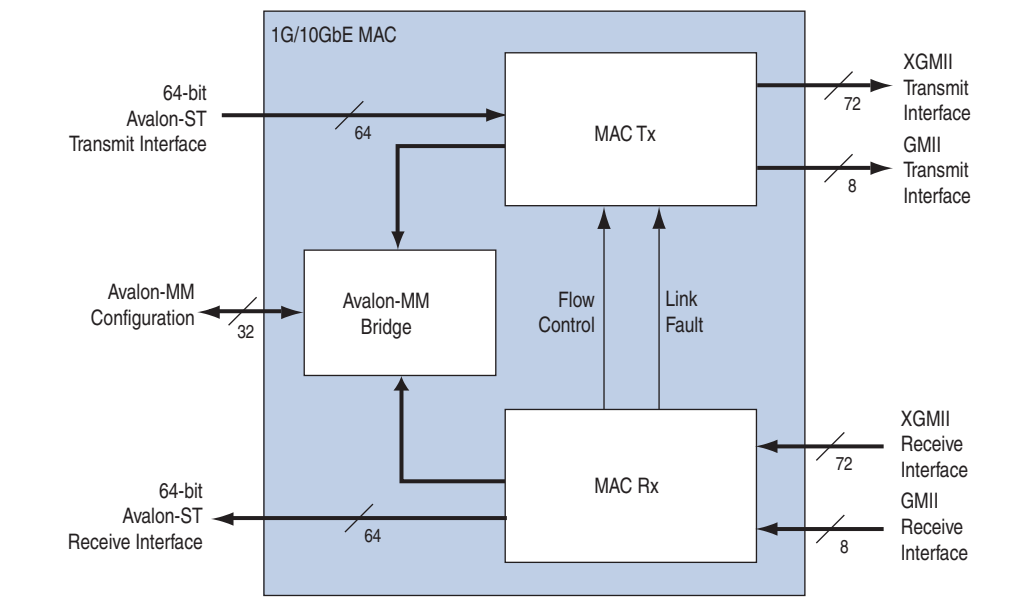 1G/10GbE MAC
64-bit
Avalon-ST
Transmit Interface
64
MAC Tx
XGMII
Transmit
Interface
72
GMII
Transmit
Interface
8
Avalon-MM
Configuration
32
Avalon-MM
Bridge
Flow
Control
Link
Fault
64-bit
Avalon-ST
Receive Interface
64
MAC Rx
XGMII
Receive
Interface
72
GMII
Receive
Interface
8